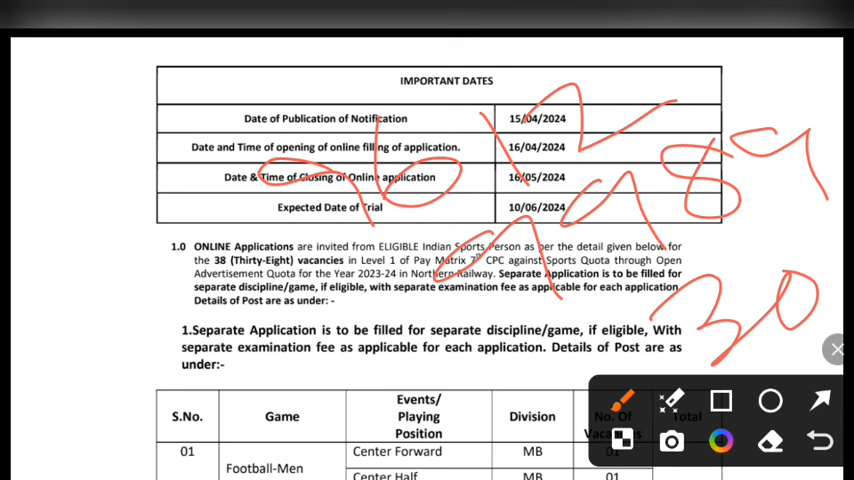 IMPORTANT DATES
Date of Publication of Notification 15/04/2024
Date and Time of opening of online filling of application. 16/04/2024
Date & Time of Closing of Online application 16/05/2024
Expected Date of Trial 10/06/2024
1.0 ONLINE Applications are invited from ELIGIBLE Indian Sports Person as per the detail given below for
the 38 (Thirty-Eight) vacancies in Level 1 of Pay Matrix 7th CPC against Sports Quota through Open
Advertisement Quota for the Year 2023-24 in Northern Railway. Separate Application is to be filled for
separate discipline/game, if eligible, with separate examination fee as applicable for each application.
Details of Post are as under: -
1.Separate Application is to be filled for separate discipline/game, if eligible, With
separate examination fee as applicable for each application. Details of Post are as
under:-
S.No. Game Events/ Playing Position Division No. Of Total
01 Football-Men Center Forward MB 01
Center Half MB 01
30